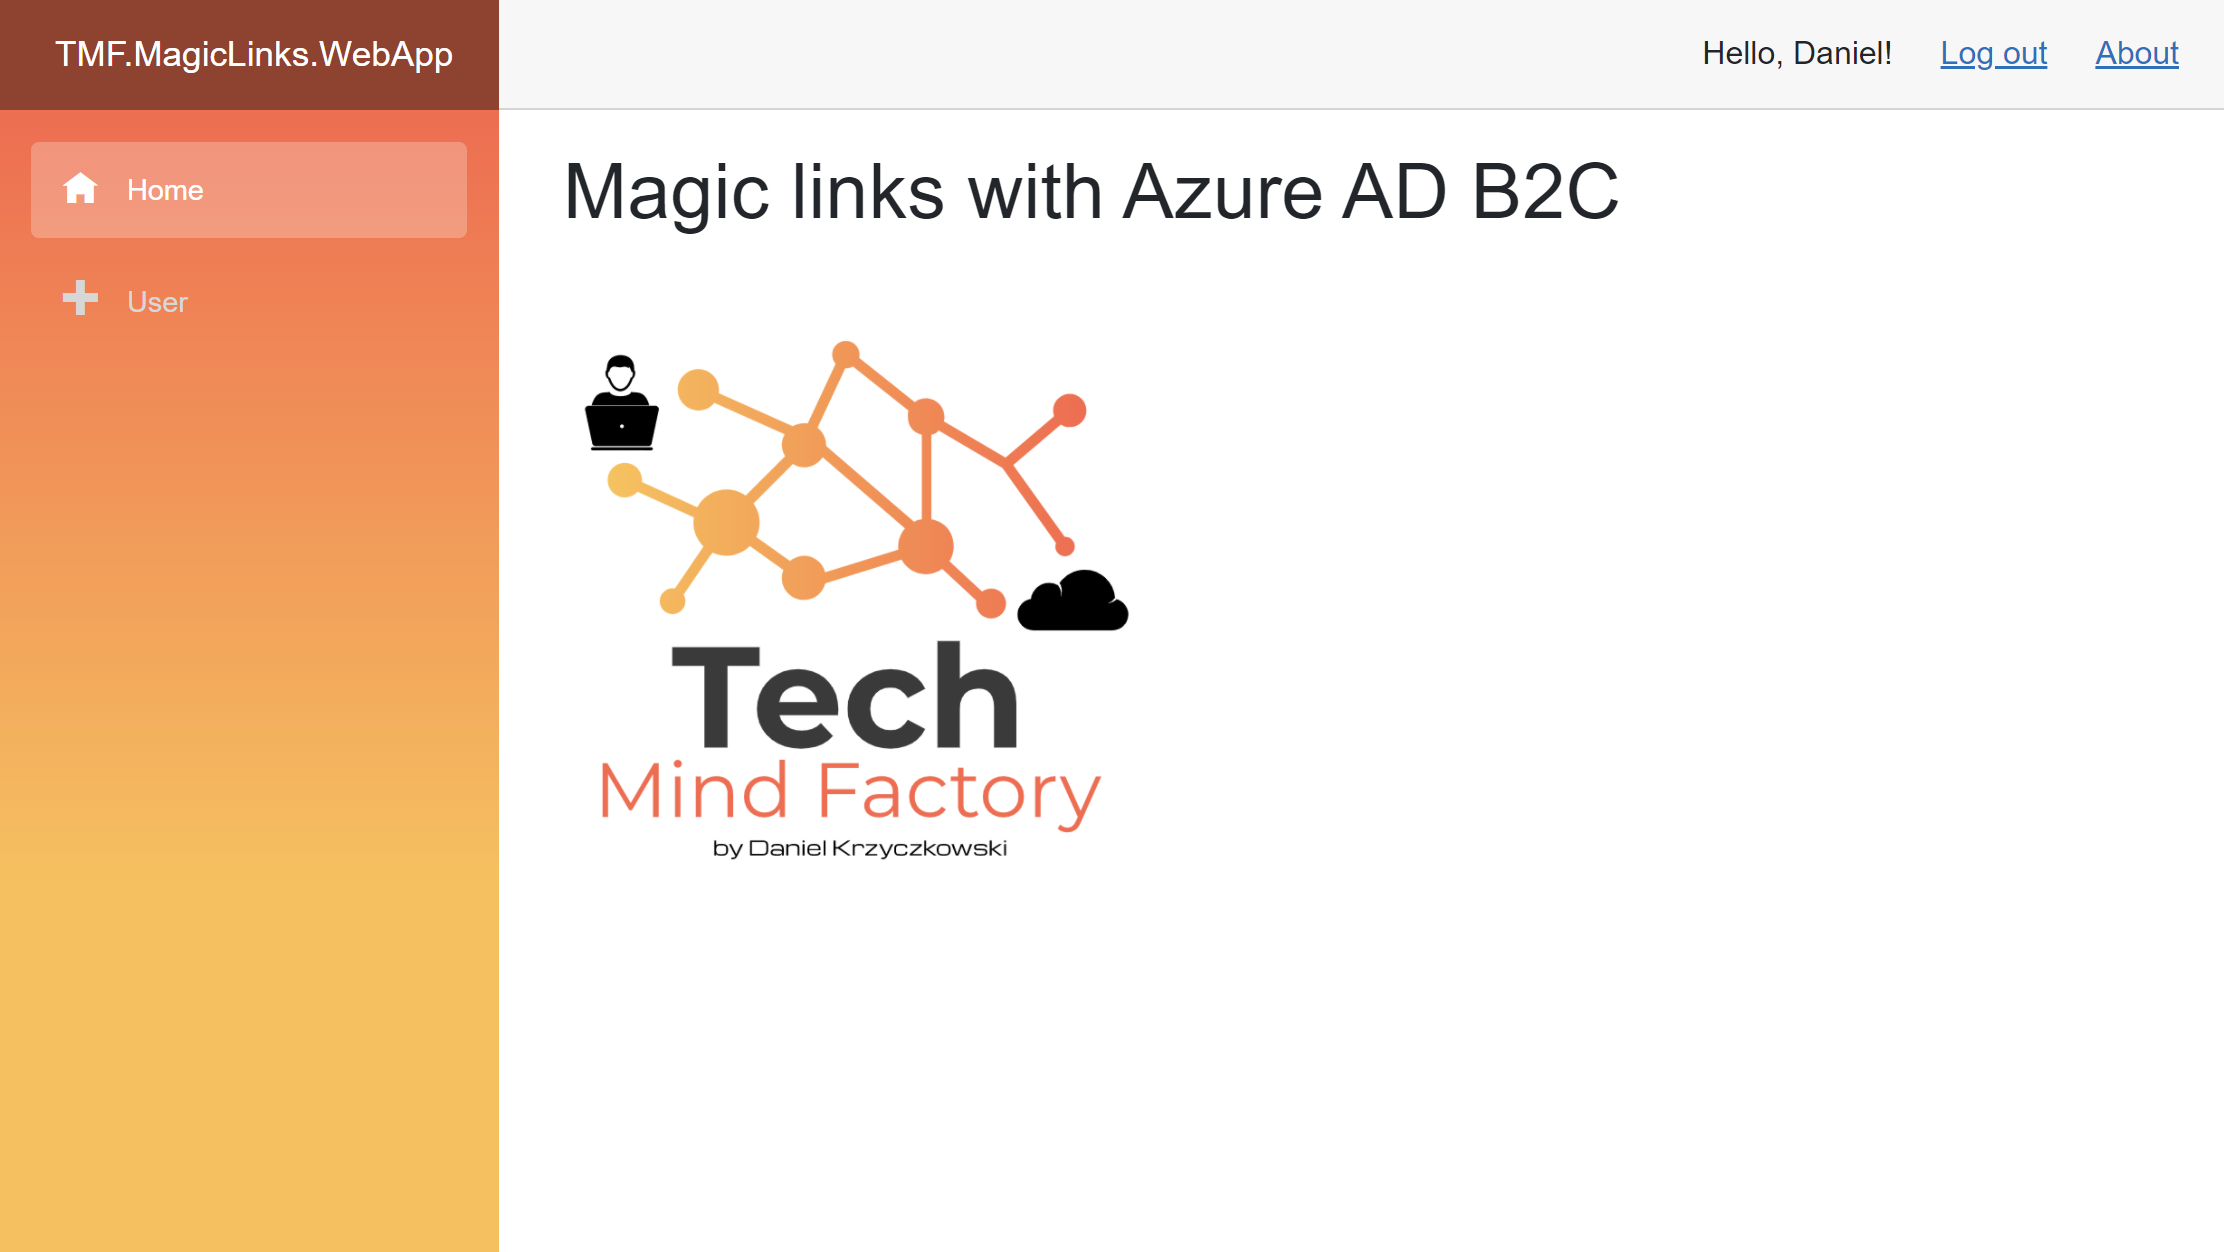 TMF.MagicLinks.WebApp
Hello, Daniel! Log out About
Home
User
Magic links with Azure AD B2C
Tech
Mind Factory
by Daniel Krzyczkowski